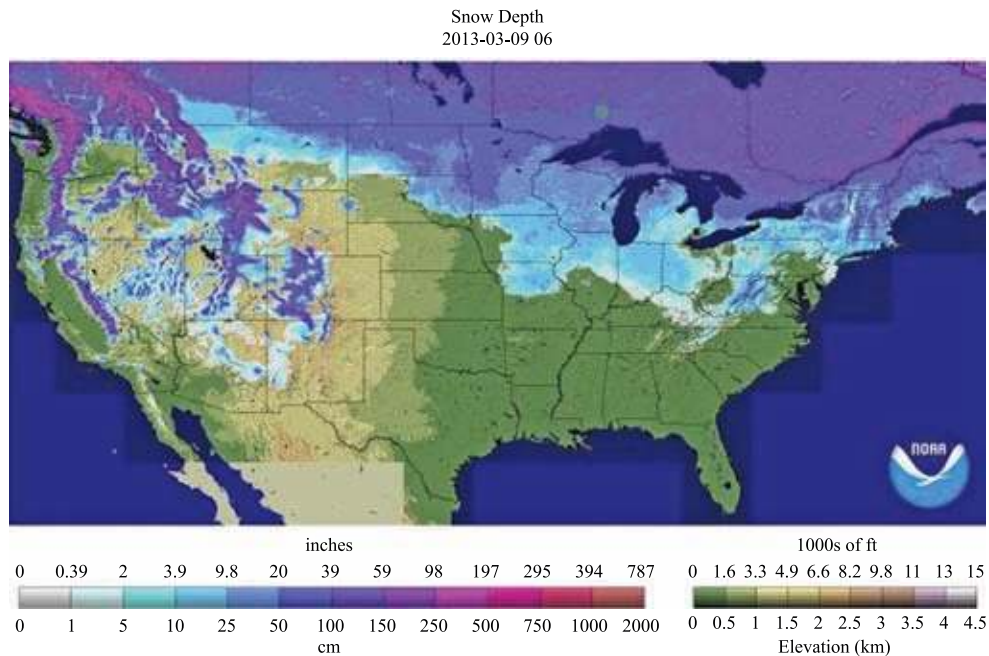 Snow Depth
2013-03-09 06
NOAA
inches
0 0.39 2 3.9 9.8 20 39 59 98 197 295 394 787
0 1 5 10 25 50 100 150 250 500 750 1000 2000
cm
1000s of ft
0 1.6 3.3 4.9 6.6 8.2 9.8 11 13 15
0 0.5 1 1.5 2 2.5 3 3.5 4 4.5
Elevation (km)